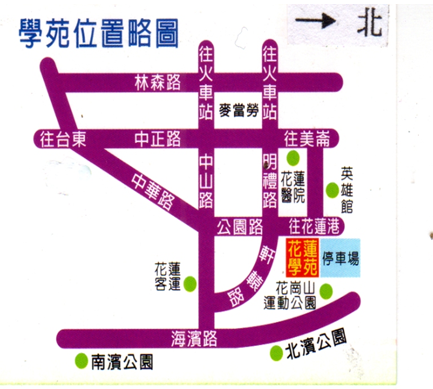 學苑位置略圖
→ 北
往火車站
往火車站
林森路
麥當勞
往台東
中正路
往美崙
中山路
明禮路
花蓮
醫院
英雄館
中華路
公園路
往花蓮港
花蓮
學苑
停車場
軒轅路
花蓮
客運
花崗山
運動公園
海濱路
南濱公園
北濱公園